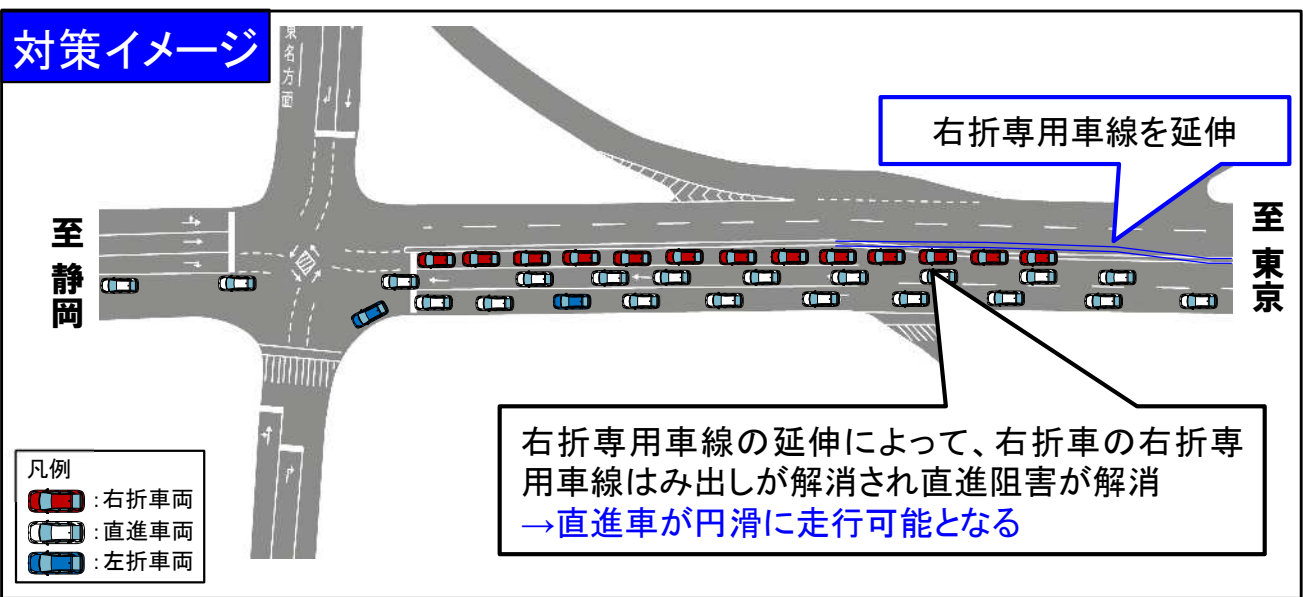 対策イメージ
東名方面
右折専用車線を延伸
至 静岡
至 東京
右折専用車線の延伸によって、右折車の右折専
用車線はみ出しが解消され直進阻害が解消
→直進車が円滑に走行可能となる
凡例
：右折車両
：直進車両
：左折車両